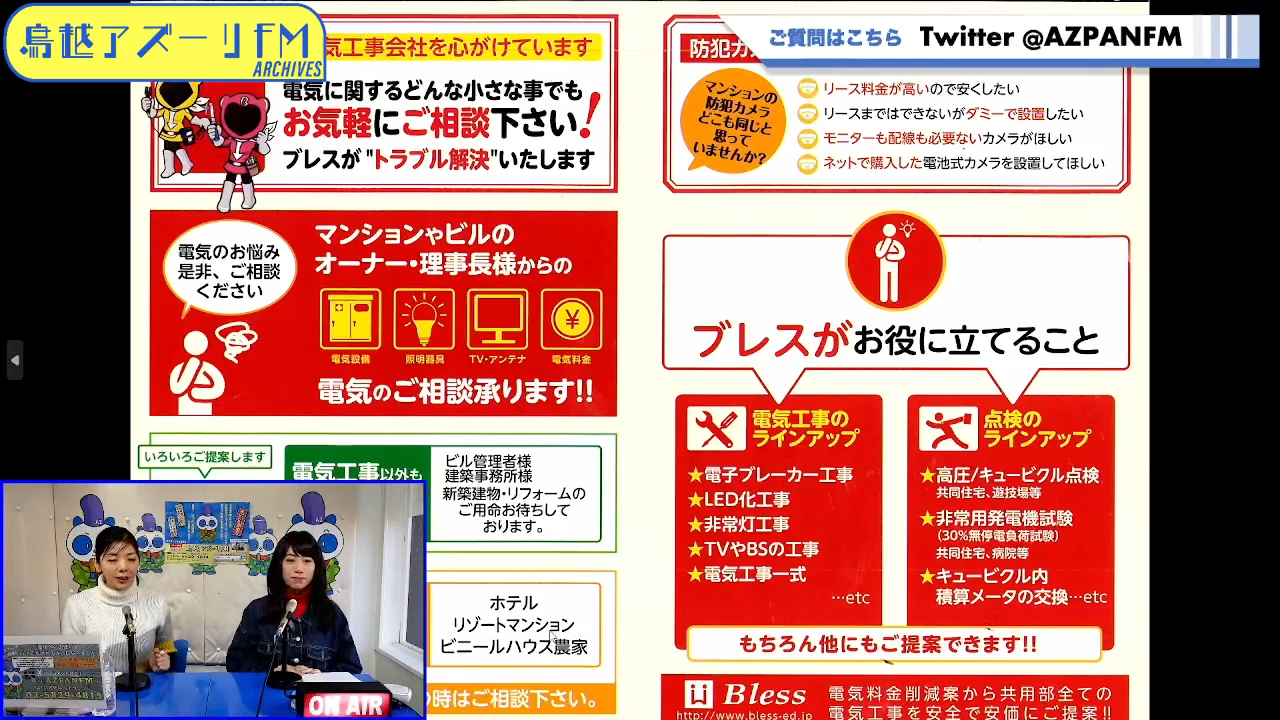 鳥越アズーリFM
ARCHIVES
ご質問はこちら Twitter @AZPANFM
気工事会社を心がけています
電気に関するどんな小さな事でも
お気軽にご相談下さい!
ブレスが"トラブル解決"いたします
電気のお悩み
是非、ご相談
ください
マンションやビルの
オーナー・理事長様からの
電気設備 照明器具 TV・アンテナ 電気料金
電気のご相談承ります!!
いろいろご提案します
電気工事以外も
ビル管理者様
建築事務所様
新築建物・リフォームの
ご用命お待ちして
おります。
ホテル
リゾートマンション
ビニールハウス農家
の時はご相談下さい。
防犯カ
マンションの
防犯カメラ
どこも同じと
思って
いませんか?
リース料金が高いので安くしたい
リースまではできないがダミーで設置したい
モニターも配線も必要ないカメラがほしい
ネットで購入した電池式カメラを設置してほしい
ブレスがお役に立てること
電気工事の
ラインアップ
★電子ブレーカー工事
★LED化工事
★非常灯工事
★TVやBSの工事
★電気工事一式
…etc
点検の
ラインアップ
★高圧/キュービクル点検
共同住宅、遊技場等
★非常用発電機試験
(30%無停電負荷試験)
共同住宅、病院等
★キュービクル内
積算メータの交換…etc
もちろん他にもご提案できます!!
Bless
http://www.bless-ed.jp
電気料金削減案から共用部全ての
電気工事を安全で安価にご提案!!
@AZPANFM
03-5829-4815
ON AIR